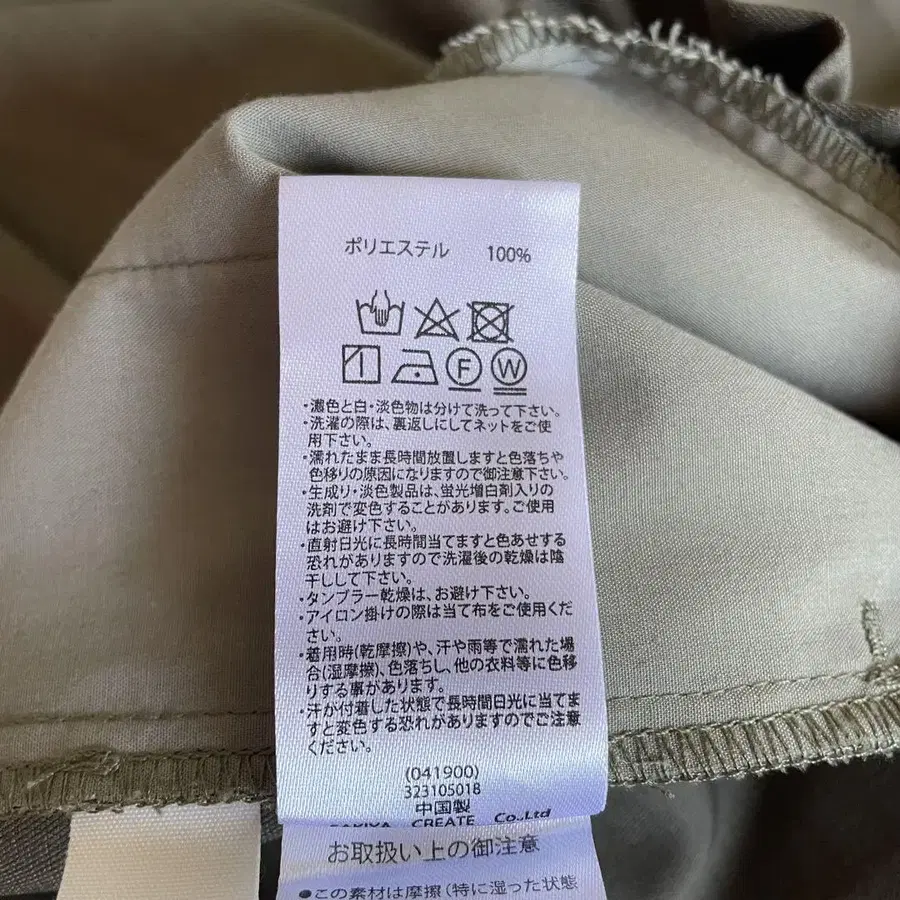 ポリエステル 100%
F W
・濃色と白・淡色物は分けて洗って下さい。
・洗濯の際は、裏返しにしてネットをご使
用下さい。
・濡れたまま長時間放置しますと色落ちや
色移りの原因になりますので御注意下さい。
・生成り・淡色製品は、蛍光増白剤入りの
洗剤で変色することがあります。ご使用
はお避け下さい。
・直射日光に長時間当てますと色あせする
恐れがありますので洗濯後の乾燥は陰
干しして下さい。
・タンブラー乾燥は、お避け下さい。
・アイロン掛けの際は当て布をご使用くだ
さい。
・着用時(乾摩擦)や、汗や雨等で濡れた場
合(湿摩擦)、色落ちし、他の衣料等に色移
りする事があります。
・汗が付着した状態で長時間日光に当てま
すと変色する恐れがありますのでご注意
ください。
(041900)
323105018
中国製
CREATE Co.,Ltd
お取扱い上の御注意
●この素材は摩擦(特に湿った状態